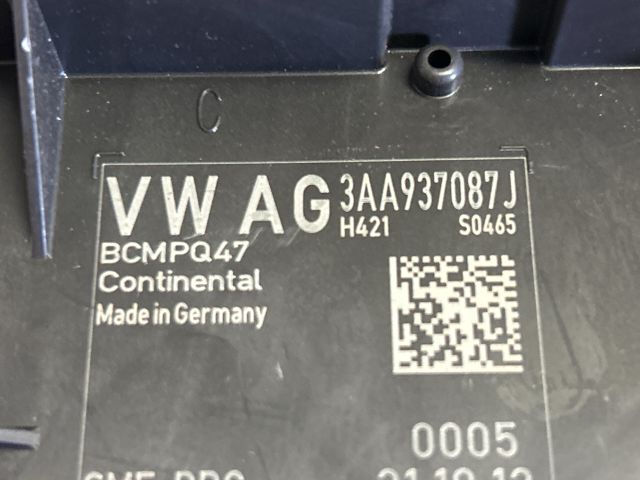 C
VW AG 3AA937087J
H421 S0465
BCMPQ47
Continental
Made in Germany
0005